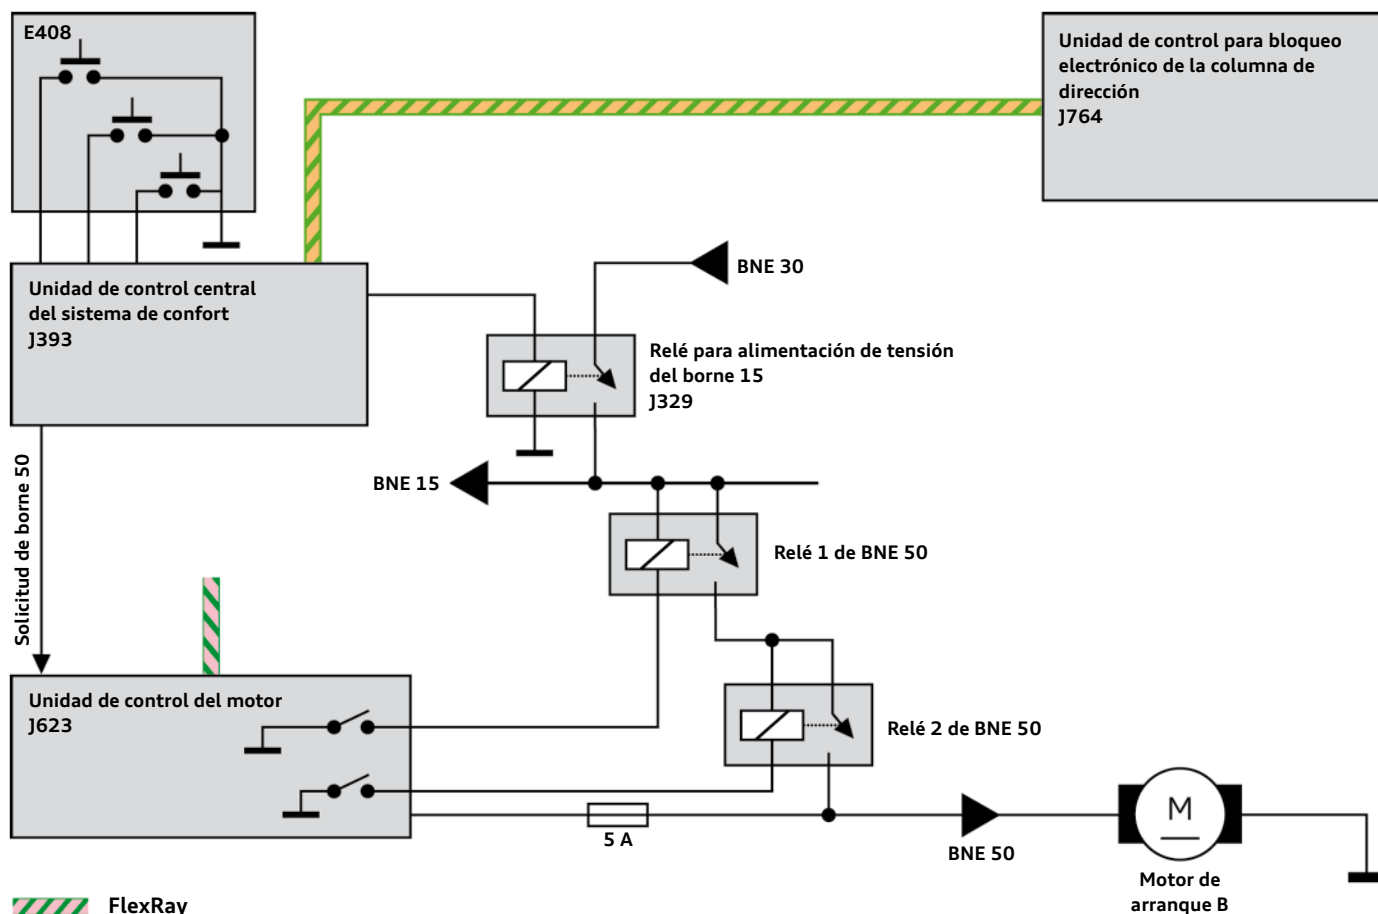 E408
Unidad de control para bloqueo
electrónico de la columna de
dirección
J764
Unidad de control central
del sistema de confort
J393
BNE 30
Relé para alimentación de tensión
del borne 15
J329
BNE 15
Solicitud de borne 50
Relé 1 de BNE 50
Unidad de control del motor
J623
Relé 2 de BNE 50
5 A
BNE 50
M
Motor de
arranque B
FlexRay